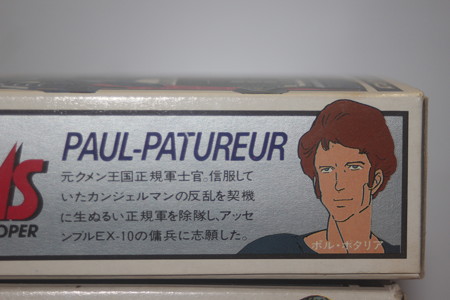 PAUL-PATUREUR
元クメン王国正規軍士官。信服して
いたカンジェルマンの反乱を契機
に生ぬるい正規軍を除隊し、アッセ
ンブルEX-10の傭兵に志願した。
ポル・ポタリア
MS
OPER